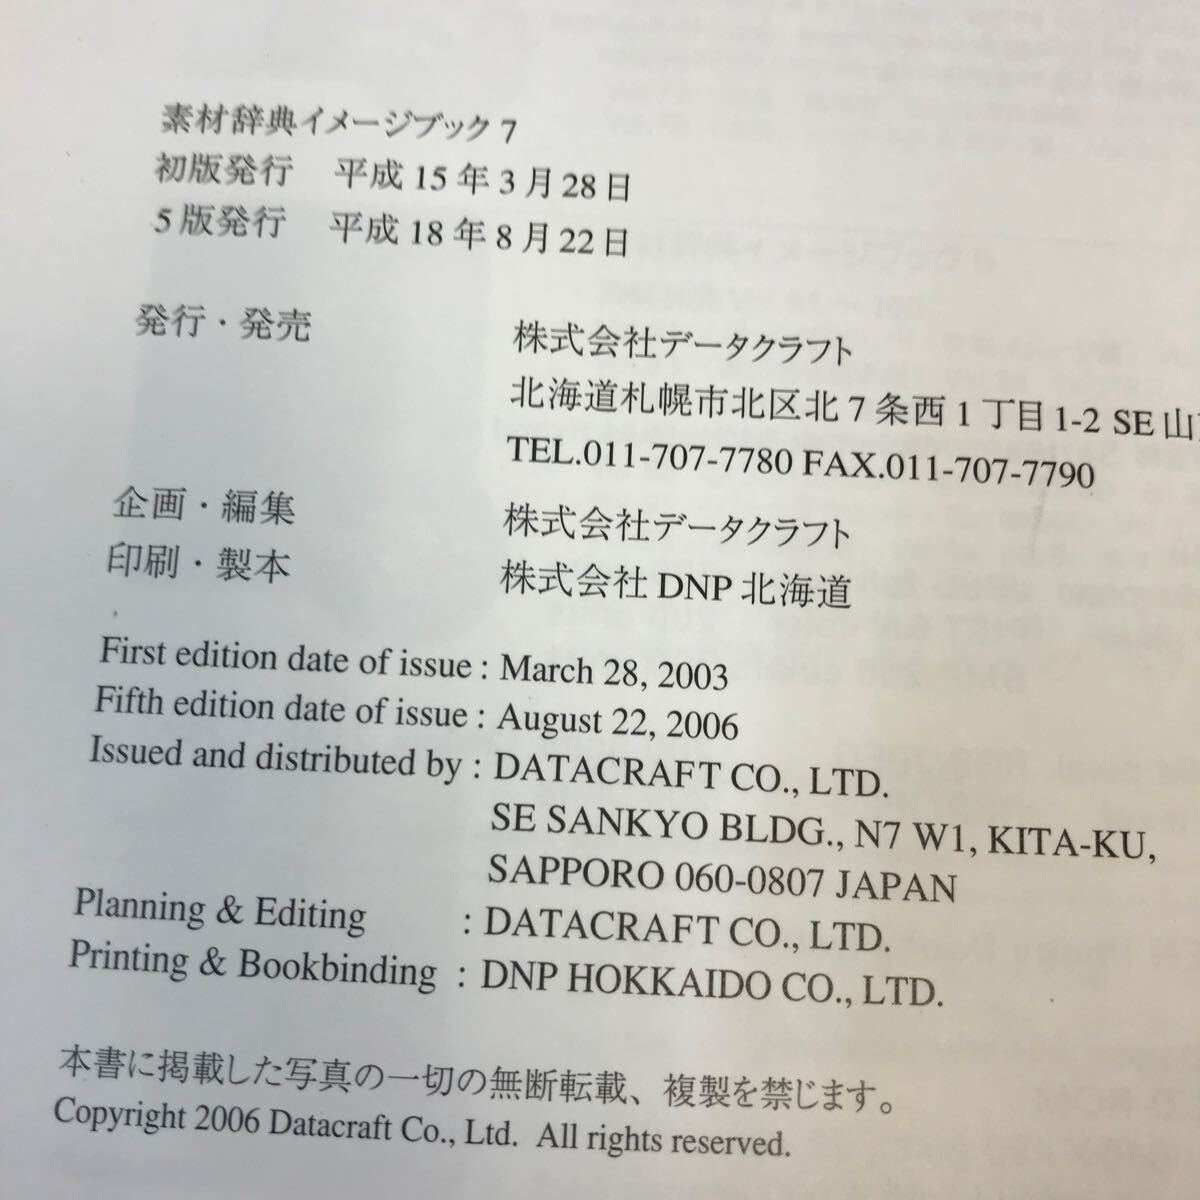 素材辞典イメージブック 7
初版発行 平成 15 年 3 月 28 日
5 版発行 平成 18 年 8 月 22 日
発行・発売 株式会社データクラフト
北海道札幌市北区北 7 条西 1 丁目 1-2 SE 山
TEL.011-707-7780 FAX.011-707-7790
企画・編集 株式会社データクラフト
印刷・製本 株式会社 DNP 北海道
First edition date of issue : March 28, 2003
Fifth edition date of issue : August 22, 2006
Issued and distributed by : DATACRAFT CO., LTD.
SE SANKYO BLDG., N7 W1, KITA-KU,
SAPPORO 060-0807 JAPAN
Planning & Editing : DATACRAFT CO., LTD.
Printing & Bookbinding : DNP HOKKAIDO CO., LTD.
本書に掲載した写真の一切の無断転載、複製を禁じます。
Copyright 2006 Datacraft Co., Ltd. All rights reserved.